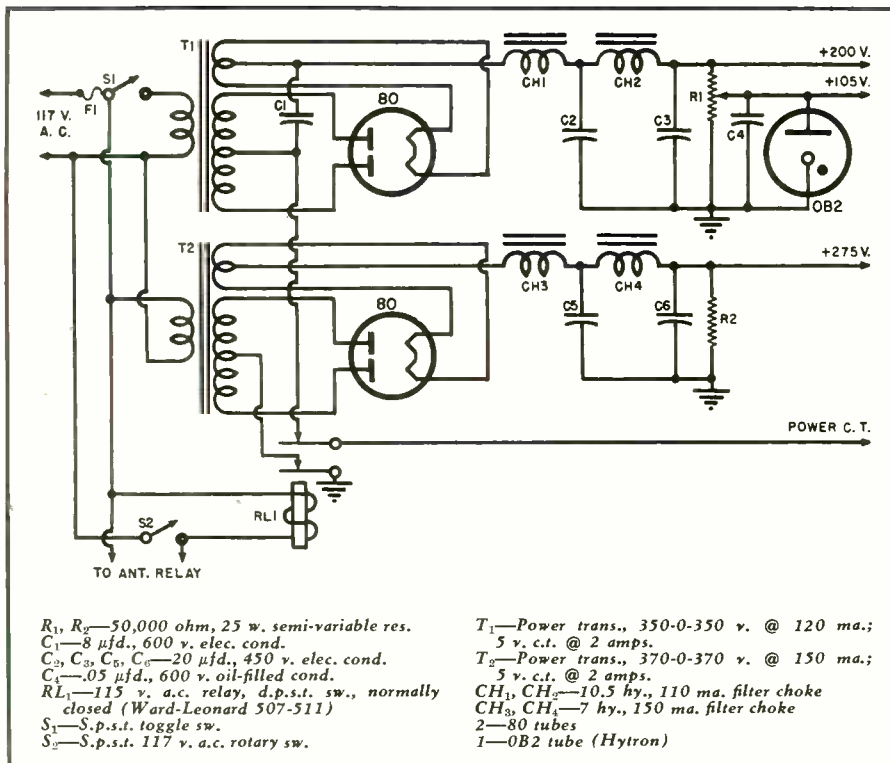 T1
S1
F1
117 V.
A. C.
C1
80
CH1
CH2
+200 V.
+105V.
R1
C2
C3
C4
OB2
T2
80
CH3
CH4
+275 V.
C5
C6
R2
POWER C. T.
RL1
S2
TO ANT. RELAY
R₁, R₂—50,000 ohm, 25 w. semi-variable res.
C₁—8 μfd., 600 v. elec. cond.
C₂, C₃, C₅, C₆—20 μfd., 450 v. elec. cond.
C₄—.05 μfd., 600 v. oil-filled cond.
RL₁—115 v. a.c. relay, d.p.s.t. sw., normally
closed (Ward-Leonard 507-511)
S₁—S.p.s.t. toggle sw.
S₂—S.p.s.t. 117 v. a.c. rotary sw.
T₁—Power trans., 350-0-350 v. @ 120 ma.;
5 v. c.t. @ 2 amps.
T₂—Power trans., 370-0-370 v. @ 150 ma.;
5 v. c.t. @ 2 amps.
CH₁, CH₂—10.5 hy., 110 ma. filter choke
CH₃, CH₄—7 hy., 150 ma. filter choke
2—80 tubes
1—0B2 tube (Hytron)